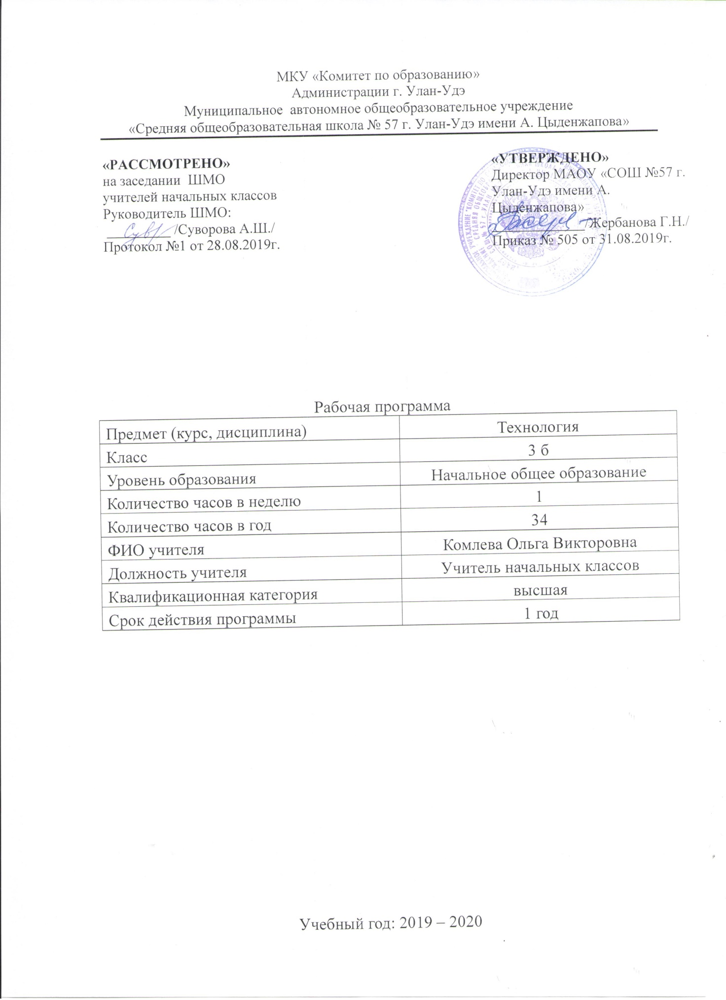 МКУ «Комитет по образованию»
Администрации г. Улан-Удэ
Муниципальное автономное общеобразовательное учреждение
«Средняя общеобразовательная школа № 57 г. Улан-Удэ имени А. Цыденжапова»
«РАССМОТРЕНО»
на заседании ШМО
учителей начальных классов
Руководитель ШМО:
/Суворова А.Ш./
Протокол №1 от 28.08.2019г.
«УТВЕРЖДЕНО»
Директор МАОУ «СОШ №57 г.
Улан-Удэ имени А.
Цыденжапова»
/Жербанова Г.Н./
Приказ № 505 от 31.08.2019г.
Рабочая программа
Предмет (курс, дисциплина) Технология
Класс 3 б
Уровень образования Начальное общее образование
Количество часов в неделю 1
Количество часов в год 34
ФИО учителя Комлева Ольга Викторовна
Должность учителя Учитель начальных классов
Квалификационная категория высшая
Срок действия программы 1 год
Учебный год: 2019 – 2020